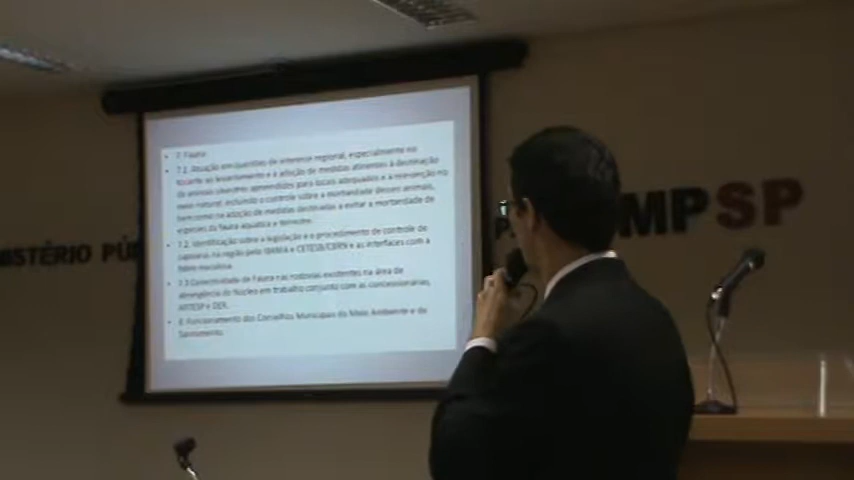 7. Fauna
7.1. Atuação em questões de interesse regional, especialmente no
tocante ao levantamento e à adoção de medidas atinentes à destinação
de animais silvestres apreendidos para locais adequados e a reinserção no
meio natural, incluindo o controle sobre a mortandade desses animais,
bem como na adoção de medidas destinadas a evitar a mortandade de
especies da fauna aquática e terrestre.
7.2. Identificação sobre a legislação e o procedimento de controle de
capivaras na região pelo IBAMA e CETESB/ e as interfaces com a
febre maculosa.
7.3 Conectividade de Fauna nas rodovias existentes na área de
abrangência do Núcleo em trabalho conjunto com as concessionárias,
ARTESP e DER.
8. Funcionamento dos Conselhos Municipais do Meio Ambiente e do
Saneamento.
MPSP